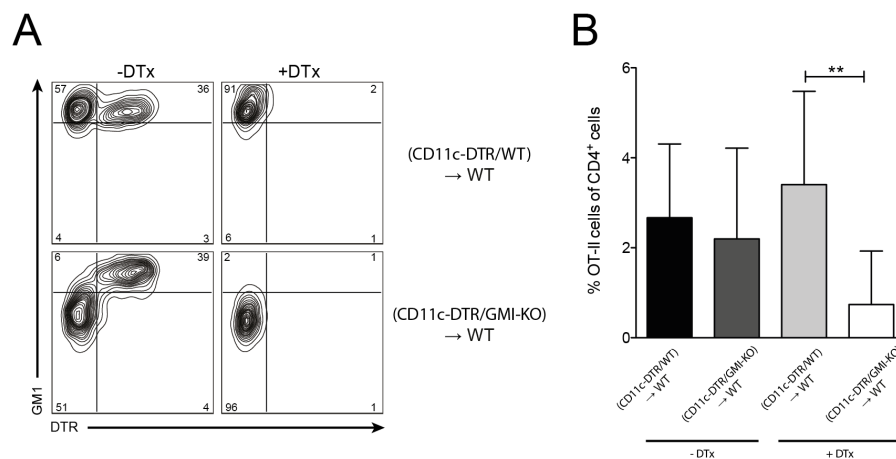 A
B
-DTx
+DTx
57
36
4
3
91
2
6
1
(CD11c-DTR/WT)
→ WT
6
39
51
4
2
1
96
1
(CD11c-DTR/GMI-KO)
→ WT
GM1
DTR
% OT-II cells of CD4+ cells
6
4
2
0
**
(CD11c-DTR/WT)
→ WT
(CD11c-DTR/GMI-KO)
→ WT
(CD11c-DTR/WT)
→ WT
(CD11c-DTR/GMI-KO)
→ WT
- DTx
+ DTx